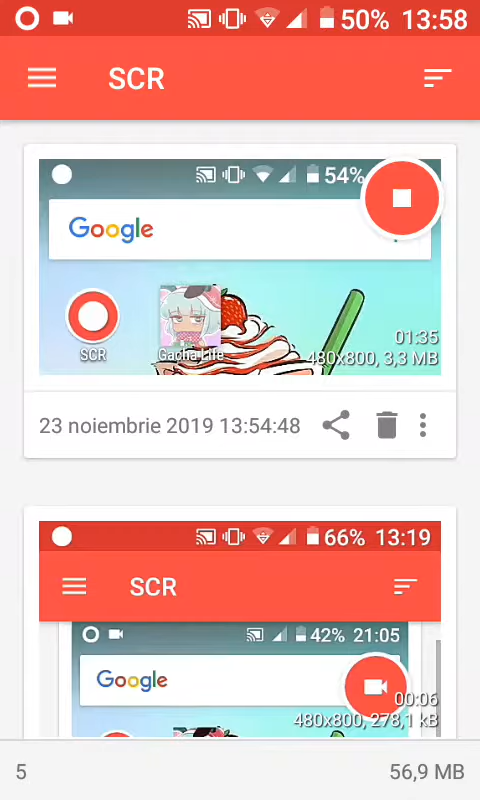 50% 13:58
SCR
54%
Google
SCR
Gacha Life
01:35
480x800, 3,3 MB
23 noiembrie 2019 13:54:48
66% 13:19
SCR
42% 21:05
Google
00:06
480x800, 278,1 kB
5
56,9 MB